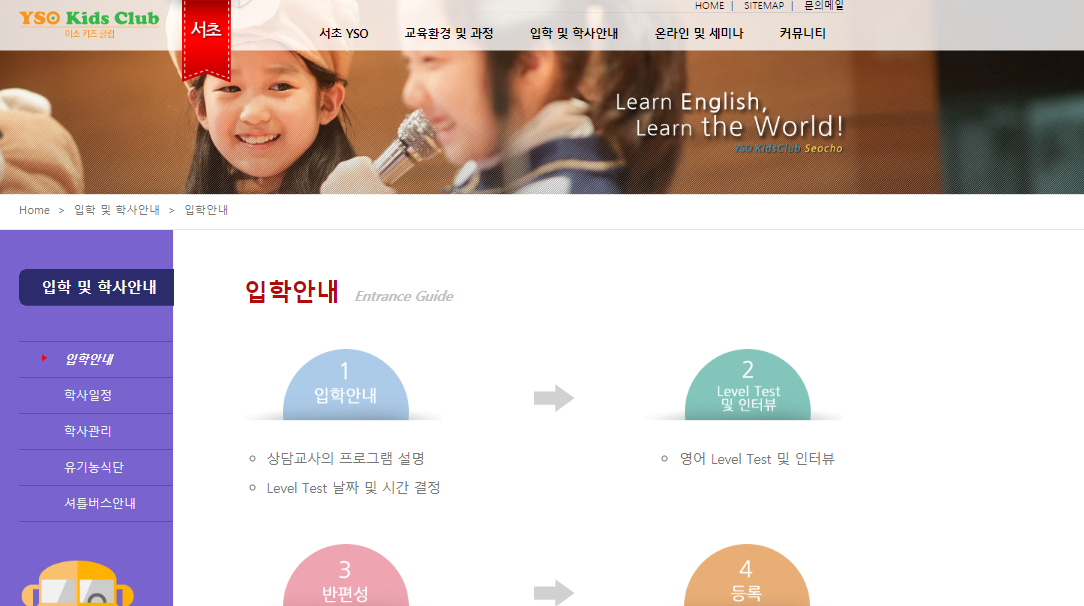 YSO Kids Club
이소 키즈 클럽
서초
HOME | SITEMAP | 문의메일
서초 YSO 교육환경 및 과정 입학 및 학사안내 온라인 및 세미나 커뮤니티
Learn English,
Learn the World!
YSO KidsClub Seocho
Home > 입학 및 학사안내 > 입학안내
입학 및 학사안내
입학안내
학사일정
학사관리
유기농식단
셔틀버스안내
입학안내 Entrance Guide
1
입학안내
2
Level Test
및 인터뷰
상담교사의 프로그램 설명
Level Test 날짜 및 시간 결정
영어 Level Test 및 인터뷰
3
반편성
4
등록